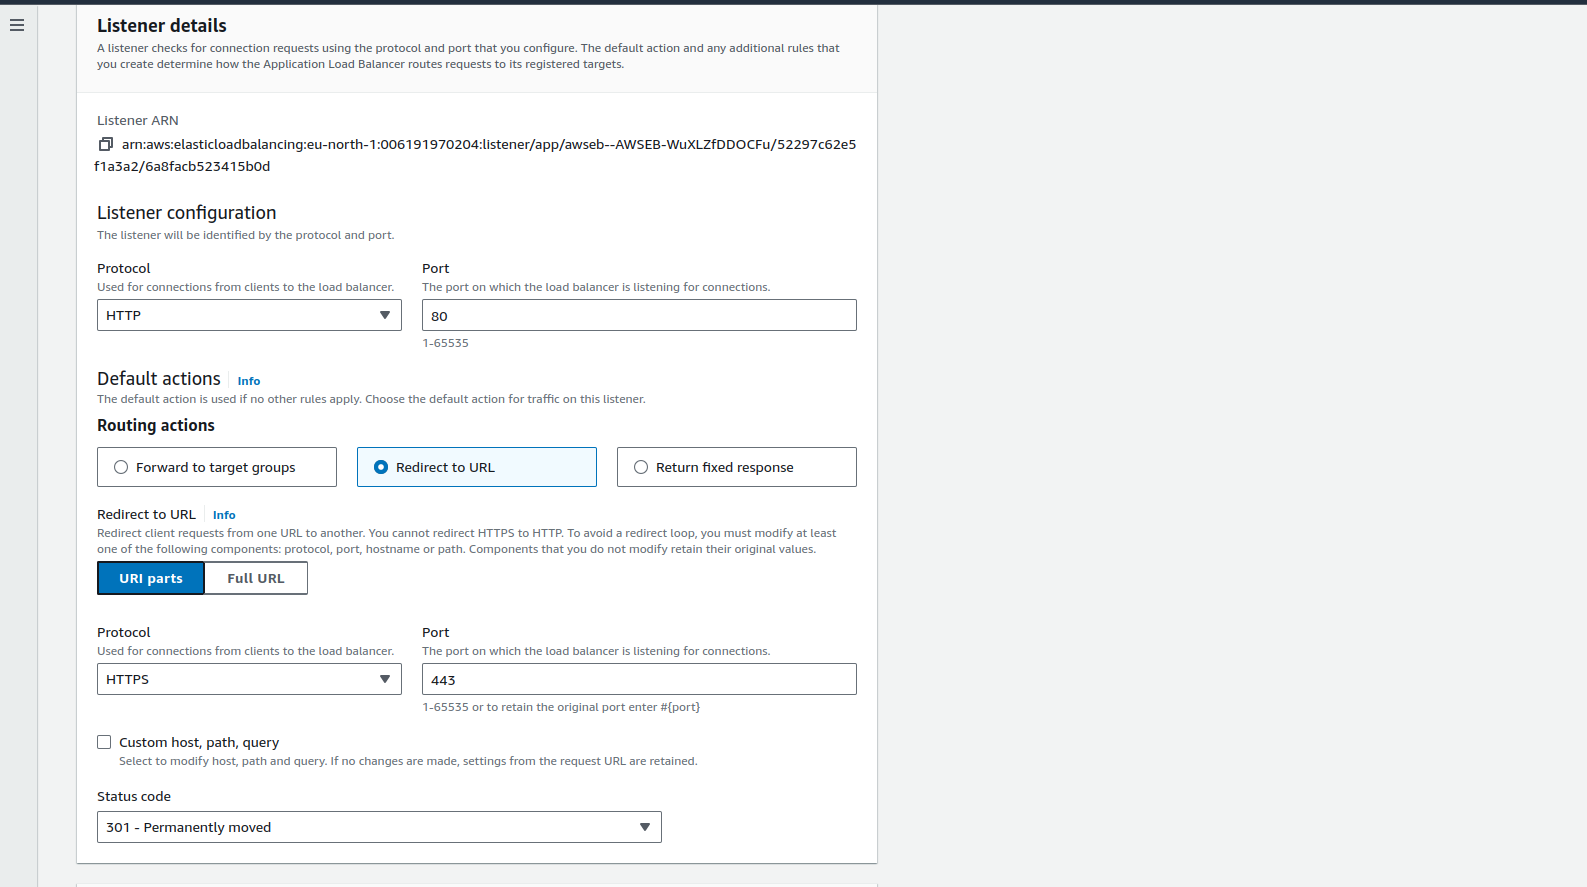 Listener details
A listener checks for connection requests using the protocol and port that you configure. The default action and any additional rules that
you create determine how the Application Load Balancer routes requests to its registered targets.
Listener ARN
arn:aws:elasticloadbalancing:eu-north-1:006191970204:listener/app/awseb--AWSEB-WuXLZfDDOCFu/52297c62e5
f1a3a2/6a8facb523415b0d
Listener configuration
The listener will be identified by the protocol and port.
Protocol
Used for connections from clients to the load balancer.
HTTP
Port
The port on which the load balancer is listening for connections.
80
1-65535
Default actions Info
The default action is used if no other rules apply. Choose the default action for traffic on this listener.
Routing actions
Forward to target groups
Redirect to URL
Return fixed response
Redirect to URL Info
Redirect client requests from one URL to another. You cannot redirect HTTPS to HTTP. To avoid a redirect loop, you must modify at least
one of the following components: protocol, port, hostname or path. Components that you do not modify retain their original values.
URI parts
Full URL
Protocol
Used for connections from clients to the load balancer.
HTTPS
Port
The port on which the load balancer is listening for connections.
443
1-65535 or to retain the original port enter #{port}
Custom host, path, query
Select to modify host, path and query. If no changes are made, settings from the request URL are retained.
Status code
301 - Permanently moved